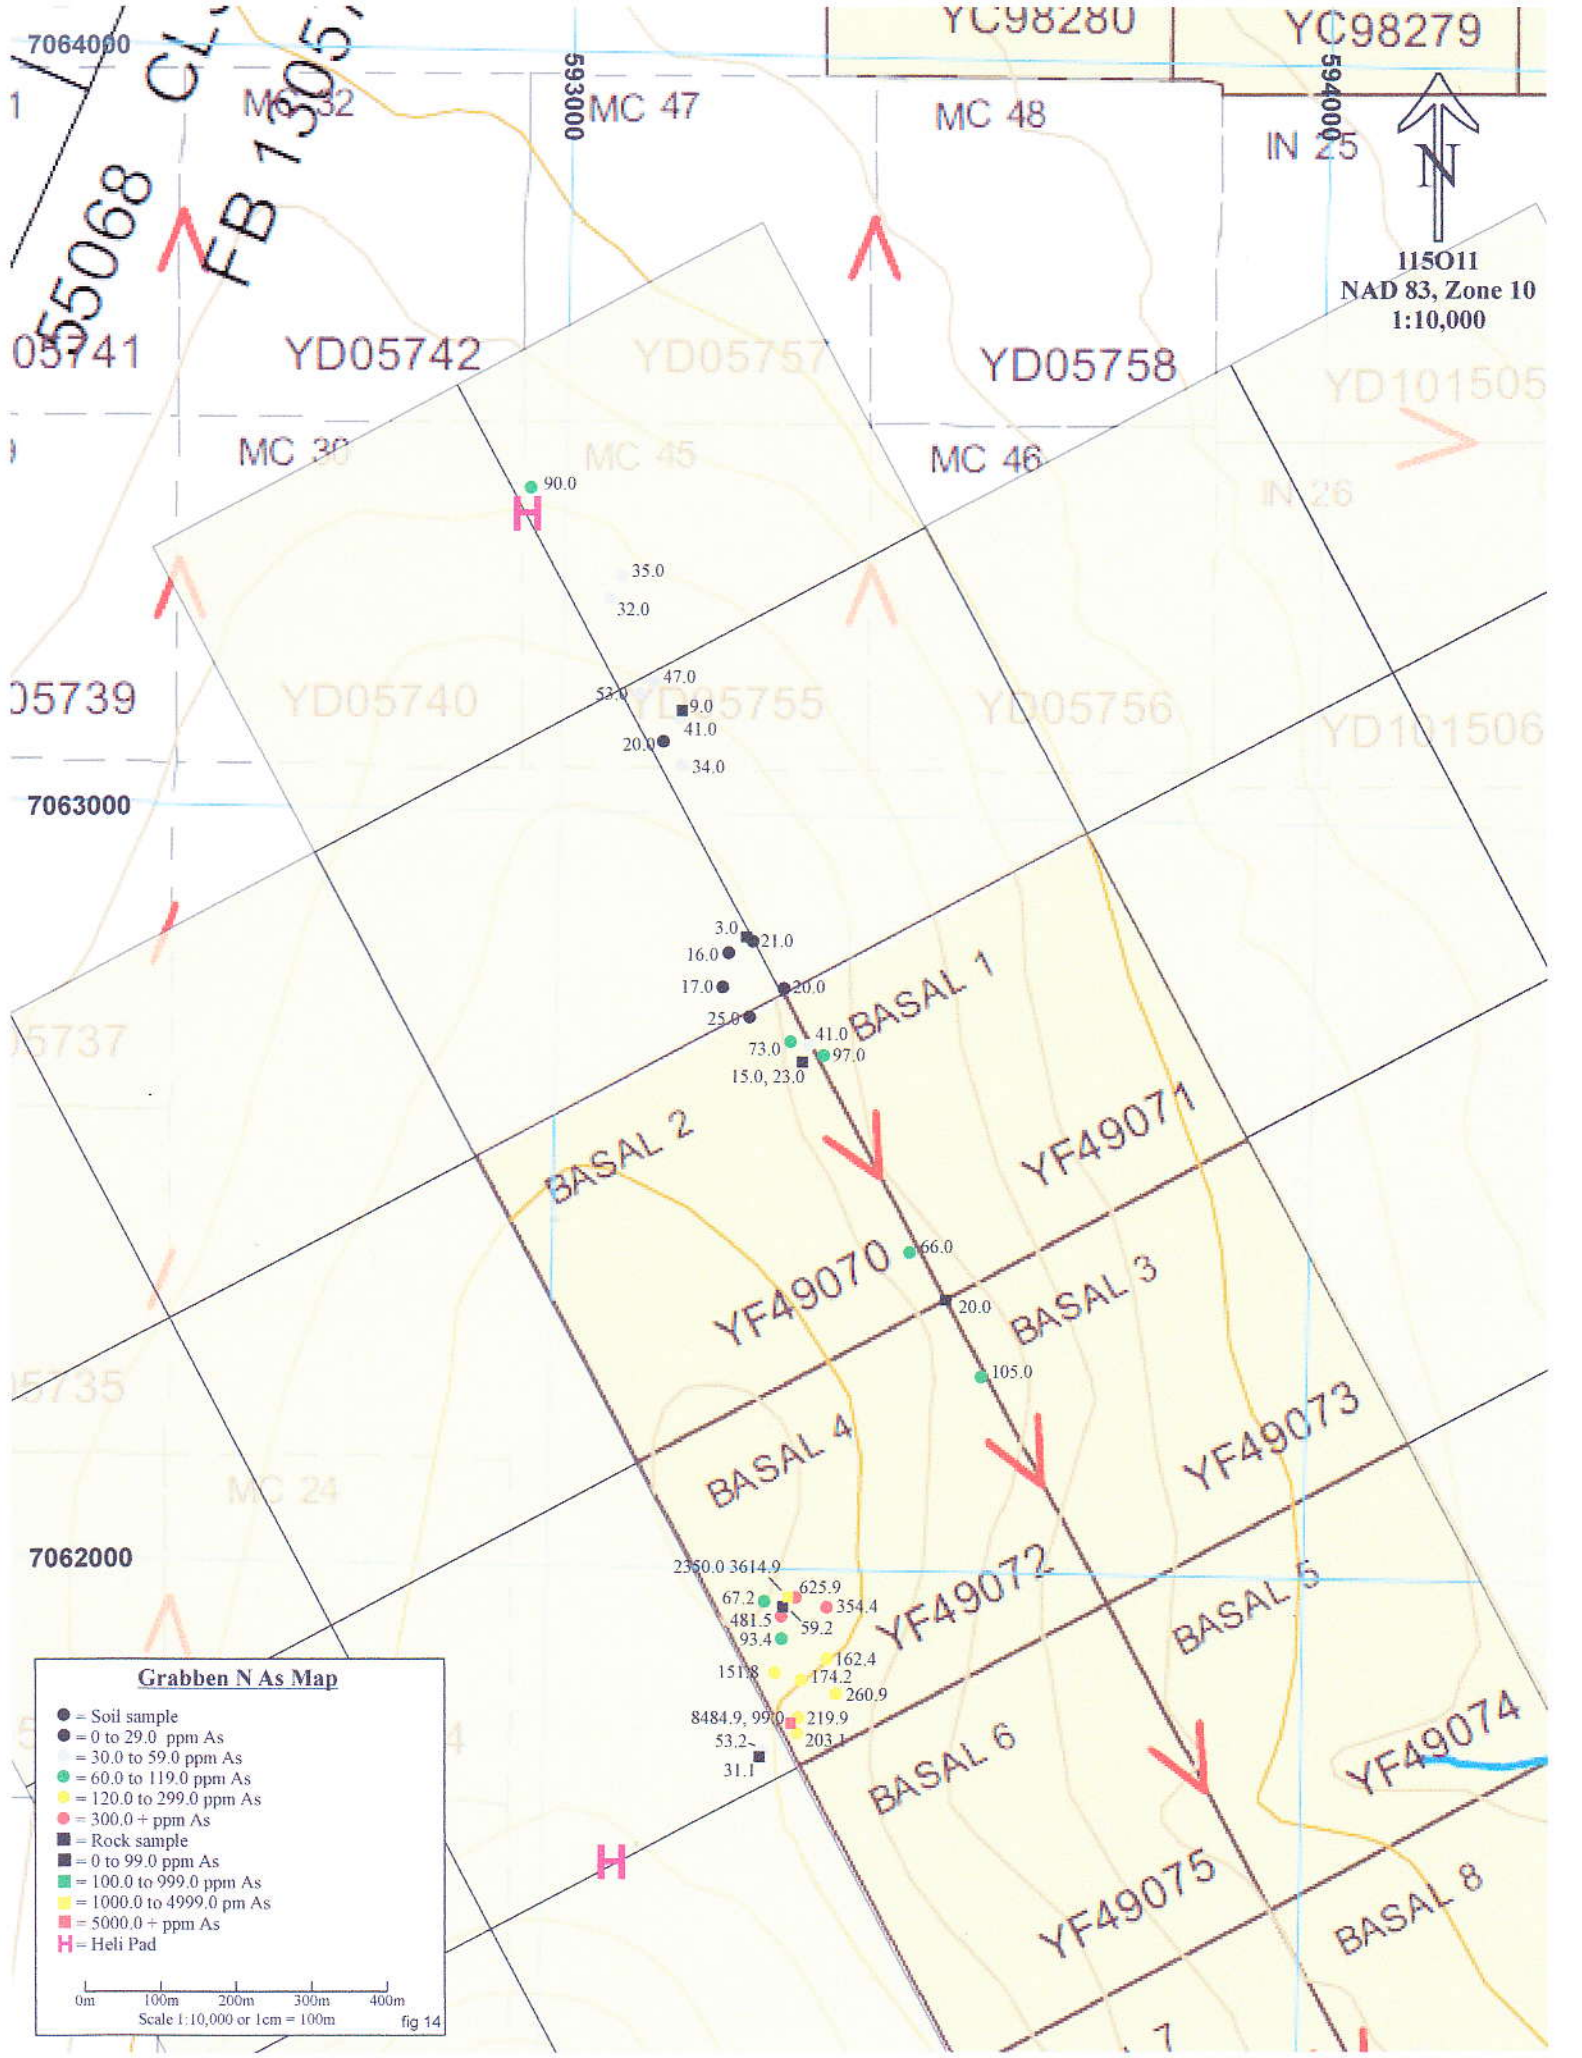 7064000
YC98280
YC98279
593000
594000
MC 47
MC 48
IN 25
N
115O11
NAD 83, Zone 10
1:10,000
55068
FB 13057
05741
YD05742
YD05757
YD05758
YD101505
MC 30
MC 45
MC 46
IN 26
90.0
H
35.0
32.0
47.0
53.0
9.0
41.0
20.0
34.0
05739
YD05740
YD05755
YD05756
YD101506
7063000
3.0
21.0
16.0
17.0
20.0
25.0
BASAL 1
41.0
73.0
97.0
15.0, 23.0
05737
BASAL 2
YF49071
66.0
YF49070
20.0
BASAL 3
105.0
05735
BASAL 4
YF49073
MC 24
7062000
2350.0 3614.9
67.2
625.9
354.4
481.5
59.2
93.4
YF49072
BASAL 5
162.4
151.8
174.2
260.9
8484.9, 99.0
219.9
203.1
53.2
31.1
BASAL 6
YF49074
H
YF49075
BASAL 8
7
Grabben N As Map
= Soil sample
= 0 to 29.0 ppm As
= 30.0 to 59.0 ppm As
= 60.0 to 119.0 ppm As
= 120.0 to 299.0 ppm As
= 300.0 + ppm As
= Rock sample
= 0 to 99.0 ppm As
= 100.0 to 999.0 ppm As
= 1000.0 to 4999.0 pm As
= 5000.0 + ppm As
H = Heli Pad
0m 100m 200m 300m 400m
Scale 1:10,000 or 1cm = 100m
fig 14